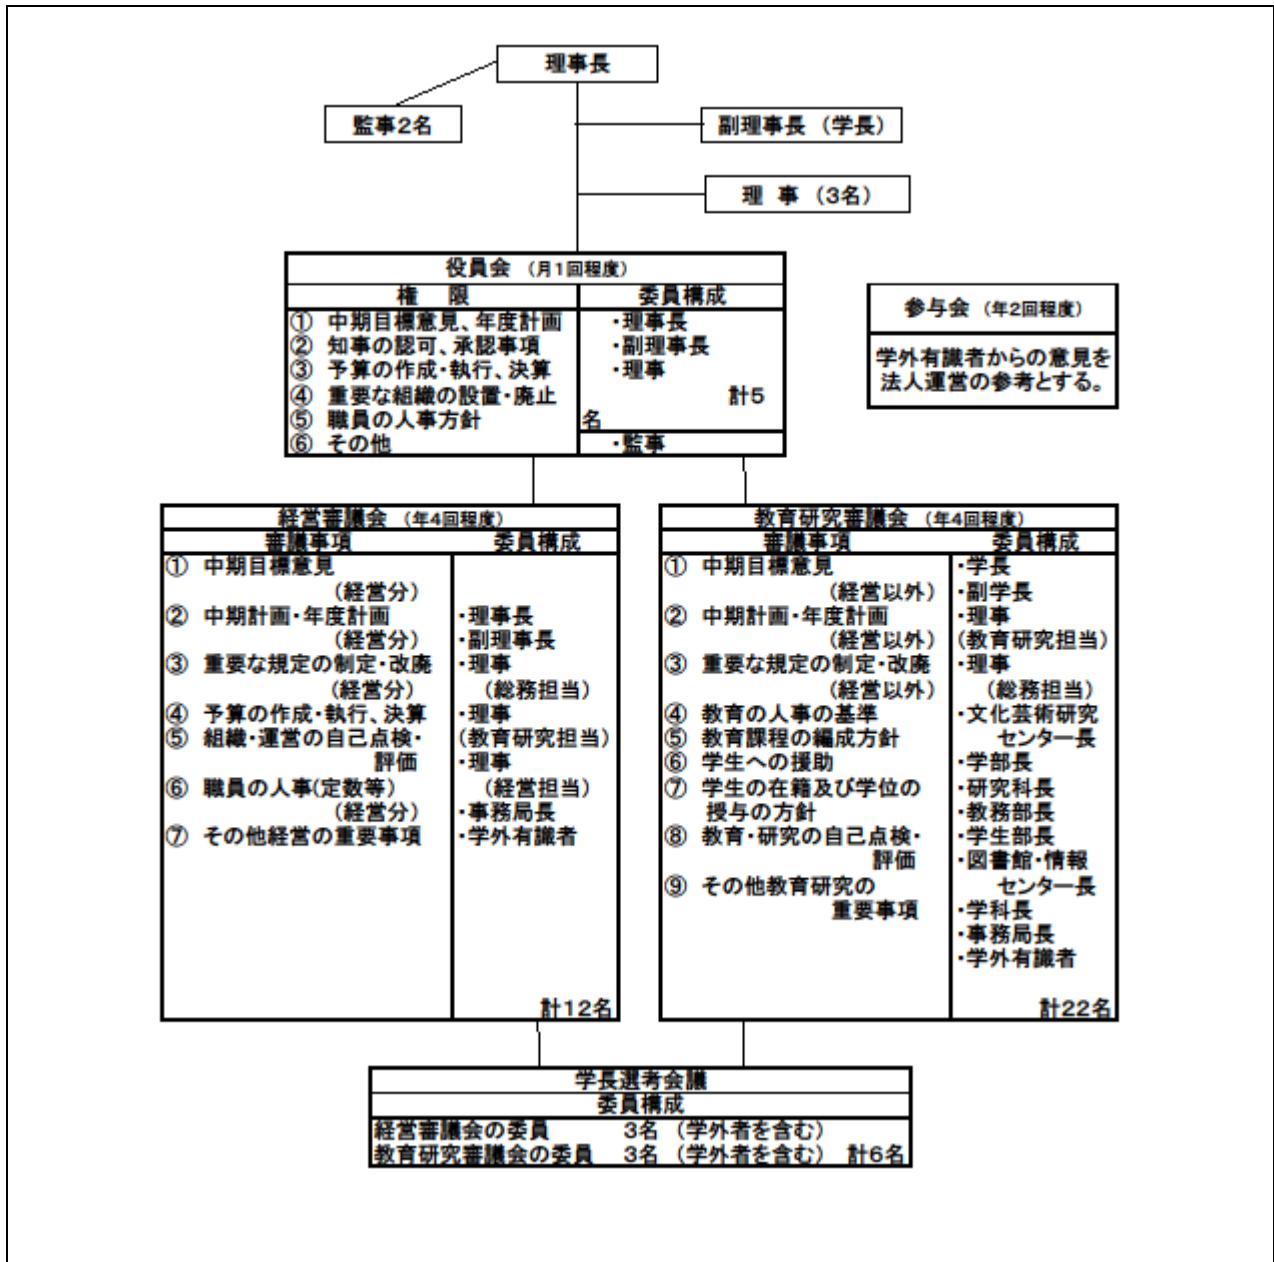 理事長
監事2名
副理事長 （学長）
理 事 （3名）
役員会 （月1回程度）
権 限 委員構成
① 中期目標意見、年度計画 ・理事長
② 知事の認可、承認事項 ・副理事長
③ 予算の作成・執行、決算 ・理事
④ 重要な組織の設置・廃止 計5
⑤ 職員の人事方針 名
⑥ その他 ・監事
参与会 （年2回程度）
学外有識者からの意見を
法人運営の参考とする。
経営審議会 （年4回程度）
審議事項 委員構成
① 中期目標意見
（経営分）
② 中期計画・年度計画 ・理事長
（経営分） ・副理事長
③ 重要な規定の制定・改廃 ・理事
（経営分） （総務担当）
④ 予算の作成・執行、決算 ・理事
⑤ 組織・運営の自己点検・ （教育研究担当）
評価 ・理事
⑥ 職員の人事（定数等） （経営担当）
（経営分） ・事務局長
⑦ その他経営の重要事項 ・学外有識者
計12名
教育研究審議会 （年4回程度）
審議事項 委員構成
① 中期目標意見 ・学長
（経営以外） ・副学長
② 中期計画・年度計画 ・理事
（経営以外） （教育研究担当）
③ 重要な規定の制定・改廃 ・理事
（経営以外） （総務担当）
④ 教育の人事の基準 ・文化芸術研究
⑤ 教育課程の編成方針 センター長
⑥ 学生への援助 ・学部長
⑦ 学生の在籍及び学位の ・研究科長
授与の方針 ・教務部長
⑧ 教育・研究の自己点検・ ・学生部長
評価 ・図書館・情報
⑨ その他教育研究の センター長
重要事項 ・学科長
・事務局長
・学外有識者
計22名
学長選考会議
委員構成
経営審議会の委員 3名 （学外者を含む）
教育研究審議会の委員 3名 （学外者を含む） 計6名